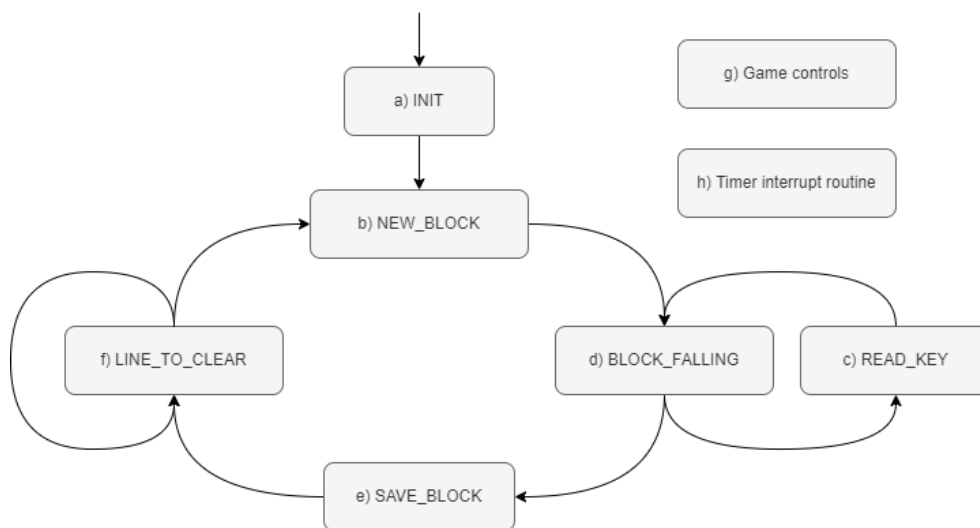 g) Game controls
a) INIT
h) Timer interrupt routine
b) NEW_BLOCK
f) LINE_TO_CLEAR
d) BLOCK_FALLING
c) READ_KEY
e) SAVE_BLOCK